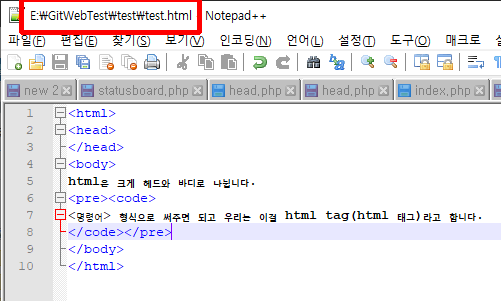 E:\GitWebTest\test\test.html - Notepad++
파일(F) 편집(E) 찾기(S) 보기(V) 인코딩(N) 언어(L) 설정(T) 도구(O) 매크로
new 2 statusboard,php head,php head,php index,php
1 <html>
2 <head>
3 </head>
4 <body>
5 html은 크게 헤드와 바디로 나뉩니다.
6 <pre><code>
7 <명령어> 형식으로 써주면 되고 우리는 이걸 html tag(html 태그)라고 합니다.
8 </code></pre>
9 </body>
10 </html>